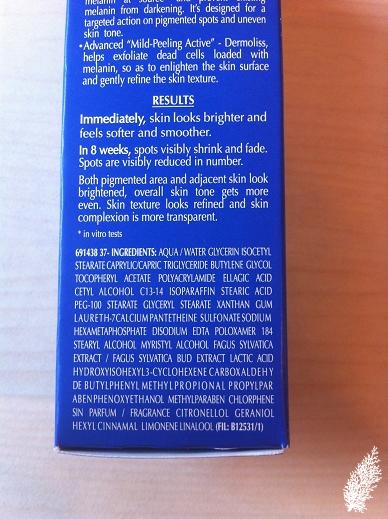 melanin at source and prevent existing
melanin from darkening. It's designed for a
targeted action on pigmented spots and uneven
skin tone.
•Advanced "Mild-Peeling Active" - Dermoliss,
helps exfoliate dead cells loaded with
melanin, so as to enlighten the skin surface
and gently refine the skin texture.
RESULTS
Immediately, skin looks brighter and
feels softer and smoother.
In 8 weeks, spots visibly shrink and fade.
Spots are visibly reduced in number.
Both pigmented area and adjacent skin look
brightened, overall skin tone gets more
even. Skin texture looks refined and skin
complexion is more transparent.
* in vitro tests
691438 37- INGREDIENTS: AQUA / WATER GLYCERIN ISOCETYL
STEARATE CAPRYLIC/CAPRIC TRIGLYCERIDE BUTYLENE GLYCOL
TOCOPHERYL ACETATE POLYACRYLAMIDE ELLAGIC ACID
CETYL ALCOHOL C13-14 ISOPARAFFIN STEARIC ACID
PEG-100 STEARATE GLYCERYL STEARATE XANTHAN GUM
LAURETH-7 CALCIUM PANTETHEINE SULFONATE SODIUM
HEXAMETAPHOSPHATE DISODIUM EDTA POLOXAMER 184
STEARYL ALCOHOL MYRISTYL ALCOHOL FAGUS SYLVATICA
EXTRACT / FAGUS SYLVATICA BUD EXTRACT LACTIC ACID
HYDROXYISOHEXYL3-CYCLOHEXENE CARBOXALDEHY
DE BUTYLPHENYL METHYLPROPIONAL PROPYLPAR
ABEN PHENOXYETHANOL METHYLPARABEN CHLORPHENE
SIN PARFUM / FRAGRANCE CITRONELLOL GERANIOL
HEXYL CINNAMAL LIMONENE LINALOOL (FIL: B12531/1)